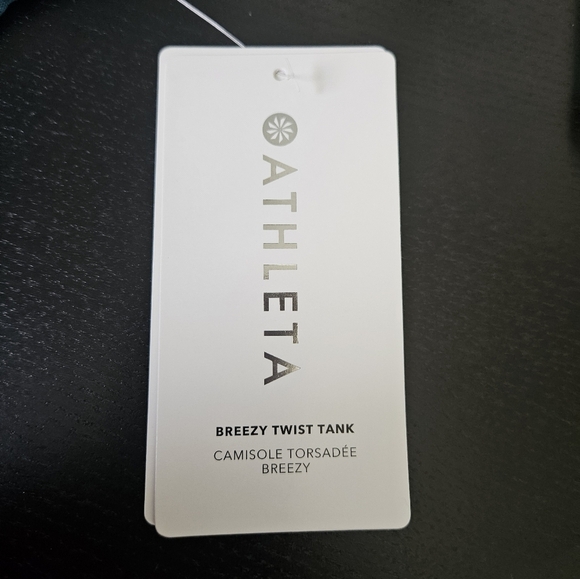 ATHLETA
BREEZY TWIST TANK
CAMISOLE TORSADÉE
BREEZY